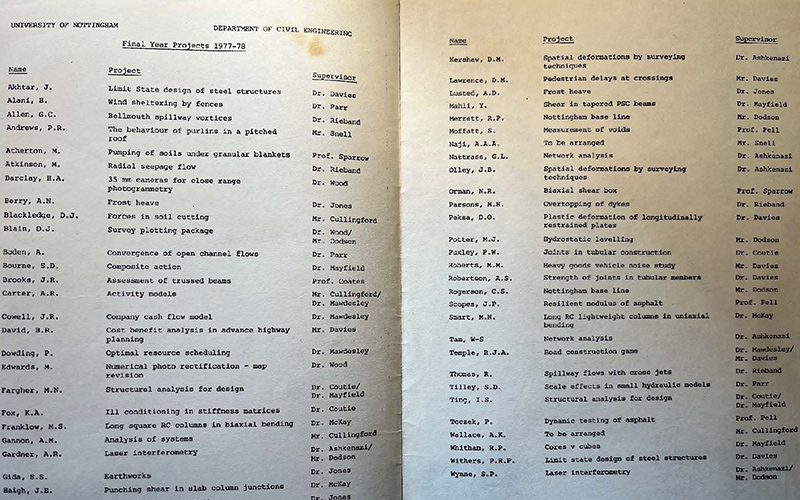 UNIVERSITY OF NOTTINGHAM DEPARTMENT OF CIVIL ENGINEERING
Final Year Projects 1977-78
Name Project Supervisor
Akhtar, J. Limit State design of steel structures Dr. Davies
Alani, B. Wind sheltering by fences Dr. Parr
Allen, G.C. Bellmouth spillway vortices Dr. Rieband
Andrews, P.R. The behaviour of purlins in a pitched Mr. Snell
roof
Atherton, M. Pumping of soils under granular blankets Prof. Sparrow
Atkinson, M. Radial seepage flow Dr. Rieband
Barclay, H.A. 35 mm cameras for close range Dr. Wood
photogrammetry
Berry, A.N. Frost heave Dr. Jones
Blackledge, D.J. Forces in soil cutting Mr. Cullingford
Blain, D.J. Survey plotting package Dr. Wood/
Mr. Dodson
Boden, A. Convergence of open channel flows Dr. Parr
Bourne, S.D. Composite action Dr. Mayfield
Brooks, J.R. Assessment of trussed beams Prof. Coates
Carter, A.R. Activity models Mr. Cullingford/
Dr. Mawdesley
Cowell, J.R. Company cash flow model Dr. Mawdesley
David, B.R. Cost benefit analysis in advance highway Mr. Davies
planning
Dowding, P. Optimal resource scheduling Dr. Mawdesley
Edwards, M. Numerical photo rectification - map Dr. Wood
revision
Fargher, M.N. Structural analysis for design Dr. Coutie/
Dr. Mayfield
Fox, K.A. Ill conditioning in stiffness matrices Dr. Coutie
Franklow, M.S. Long square RC columns in biaxial bending Dr. McKay
Gannon, A.M. Analysis of systems Mr. Cullingford
Gardner, A.R. Laser interferometry Dr. Ashkenazi/
Mr. Dodson
Gida, S.S. Earthworks Dr. Jones
Haigh, J.E. Punching shear in slab column junctions Dr. McKay
Dr. Jones
Name Project Supervisor
Kershaw, D.M. Spatial deformations by surveying Dr. Ashkenazi
techniques
Lawrence, D.M. Pedestrian delays at crossings Mr. Davies
Lusted, A.D. Frost heave Dr. Jones
Mahli, Y. Shear in tapered PSC beams Dr. Mayfield
Merrett, R.P. Nottingham base line Mr. Dodson
Moffatt, S. Measurement of voids Prof. Pell
Naji, A.A.A. To be arranged Mr. Snell
Nattrass, G.L. Network analysis Dr. Ashkenazi
Olley, J.B. Spatial deformations by surveying Dr. Ashkenazi
techniques
Orman, N.R. Biaxial shear box Prof. Sparrow
Parsons, M.H. Overtopping of dykes Dr. Rieband
Paksa, D.O. Plastic deformation of longitudinally Dr. Davies
restrained plates
Potter, M.J. Hydrostatic levelling Mr. Dodson
Puxley, P.W. Joints in tubular construction Dr. Coutie
Roberts, M.M. Heavy goods vehicle noise study Mr. Davies
Robertson, A.S. Strength of joints in tubular members Dr. Davies
Rogerson, C.S. Nottingham base line Mr. Dodson
Scopes, J.P. Resilient modulus of asphalt Prof. Pell
Smart, M.N. Long RC lightweight columns in uniaxial Dr. McKay
bending
Tam, W-S Network analysis Dr. Ashkenazi
Temple, R.J.A. Road construction game Dr. Mawdesley/
Mr. Davies
Thomas, R. Spillway flows with cross jets Dr. Rieband
Tilley, S.D. Scale effects in small hydraulic models Dr. Parr
Ting, I.S. Structural analysis for design Dr. Coutie/
Dr. Mayfield
Toczek, P. Dynamic testing of asphalt Prof. Pell
Wallace, A.K. To be arranged Mr. Cullingford
Whitham, R.P. Cores v cubes Dr. Mayfield
Withers, P.R.P. Limit state design of steel structures Dr. Davies
Wynne, S.P. Laser interferometry Dr. Ashkenazi/
Mr. Dodson